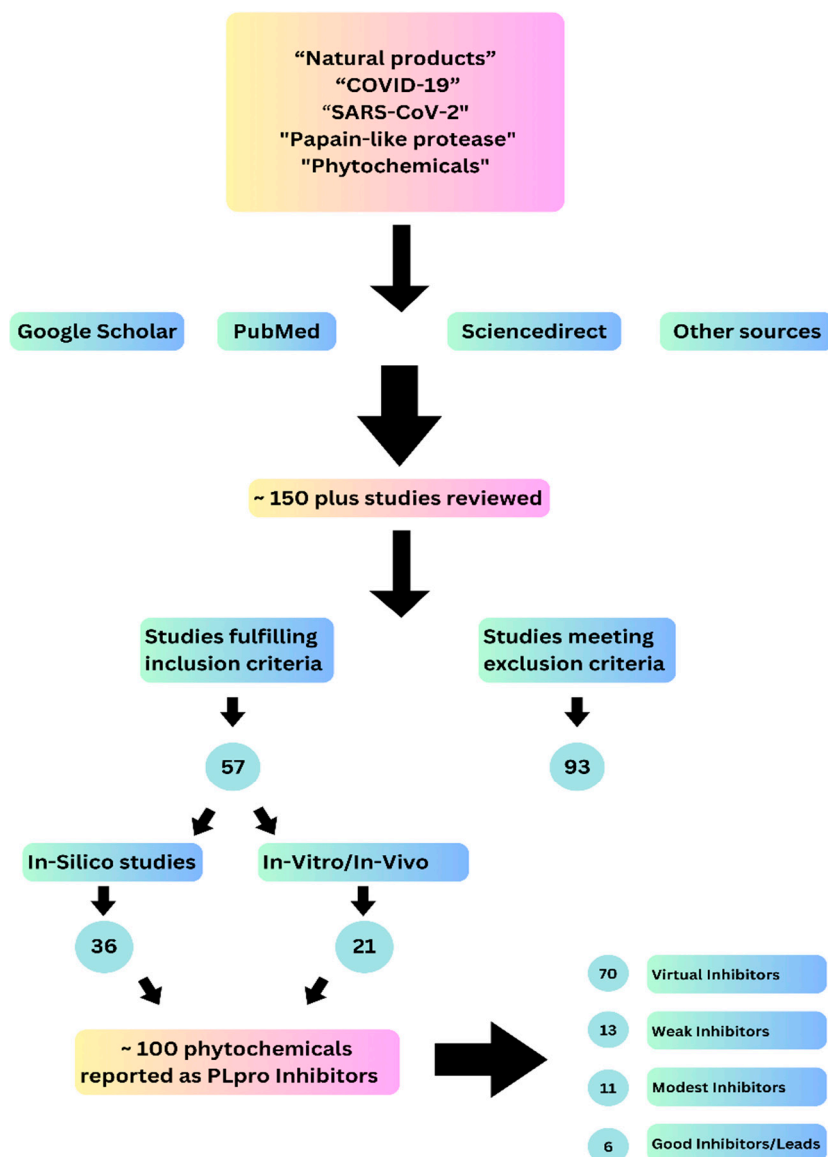 “Natural products”
“COVID-19”
“SARS-CoV-2"
"Papain-like protease"
"Phytochemicals"
Google Scholar
PubMed
Sciencedirect
Other sources
~ 150 plus studies reviewed
Studies fulfilling
inclusion criteria
Studies meeting
exclusion criteria
57
93
In-Silico studies
In-Vitro/In-Vivo
36
21
~ 100 phytochemicals
reported as PLpro Inhibitors
70
Virtual Inhibitors
13
Weak Inhibitors
11
Modest Inhibitors
6
Good Inhibitors/Leads